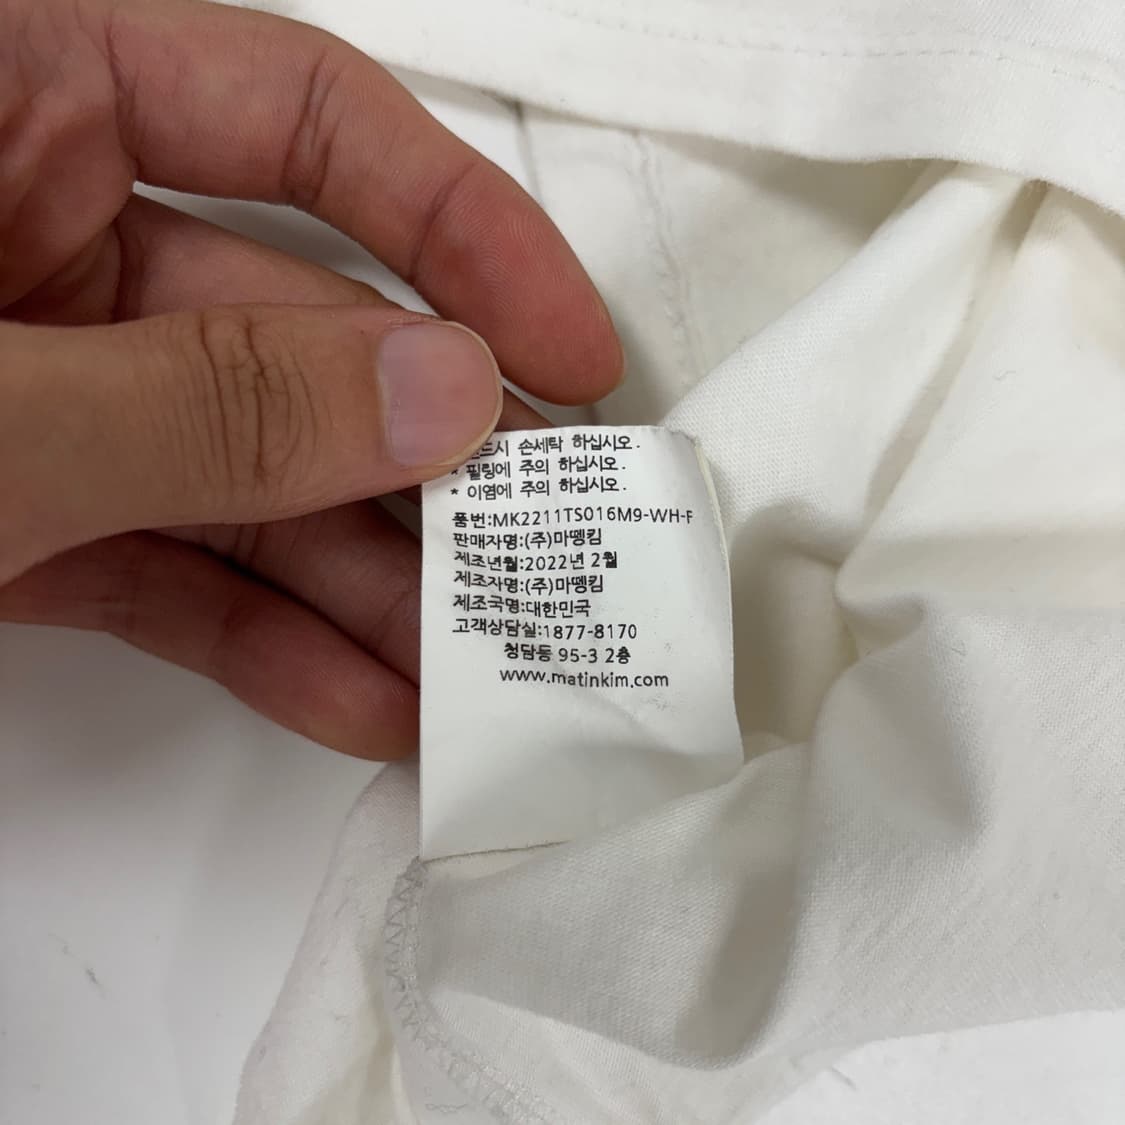 손세탁 하십시오.
* 필링에 주의 하십시오.
* 이염에 주의 하십시오.
품번:MK2211TS016M9-WH-F
판매자명:(주)마뗑킴
제조년월:2022년 2월
제조자명:(주)마뗑킴
제조국명:대한민국
고객상담실:1877-8170
청담동 95-3 2층
www.matinkim.com